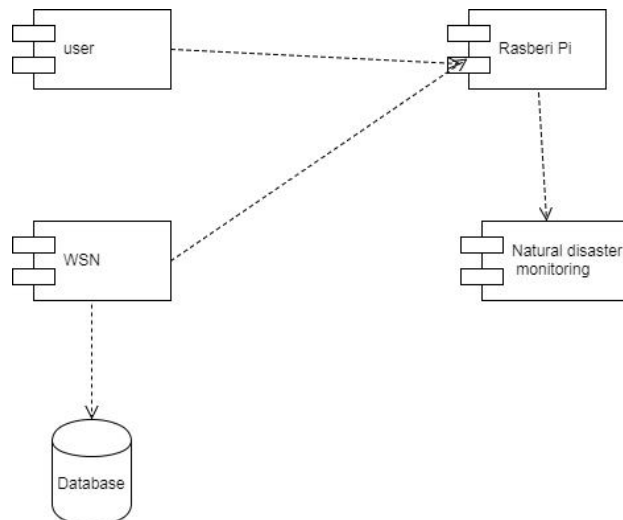 user
Rasberi Pi
WSN
Natural disaster
monitoring
Database